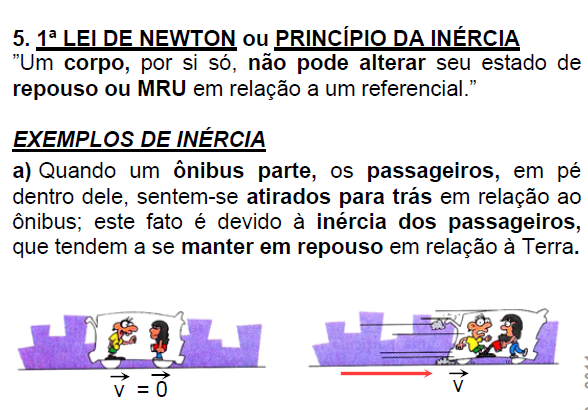 5. 1ª LEI DE NEWTON ou PRINCÍPIO DA INÉRCIA
”Um corpo, por si só, não pode alterar seu estado de
repouso ou MRU em relação a um referencial.”
EXEMPLOS DE INÉRCIA
a) Quando um ônibus parte, os passageiros, em pé
dentro dele, sentem-se atirados para trás em relação ao
ônibus; este fato é devido à inércia dos passageiros,
que tendem a se manter em repouso em relação à Terra.
v = 0
v